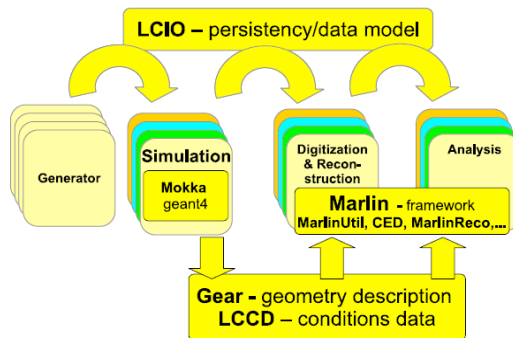 LCIO – persistency/data model
Generator
Simulation
Mokka
geant4
Digitization
& Recon-
struction
Analysis
Marlin - framework
MarlinUtil, CED, MarlinReco,...
Gear - geometry description
LCCD – conditions data